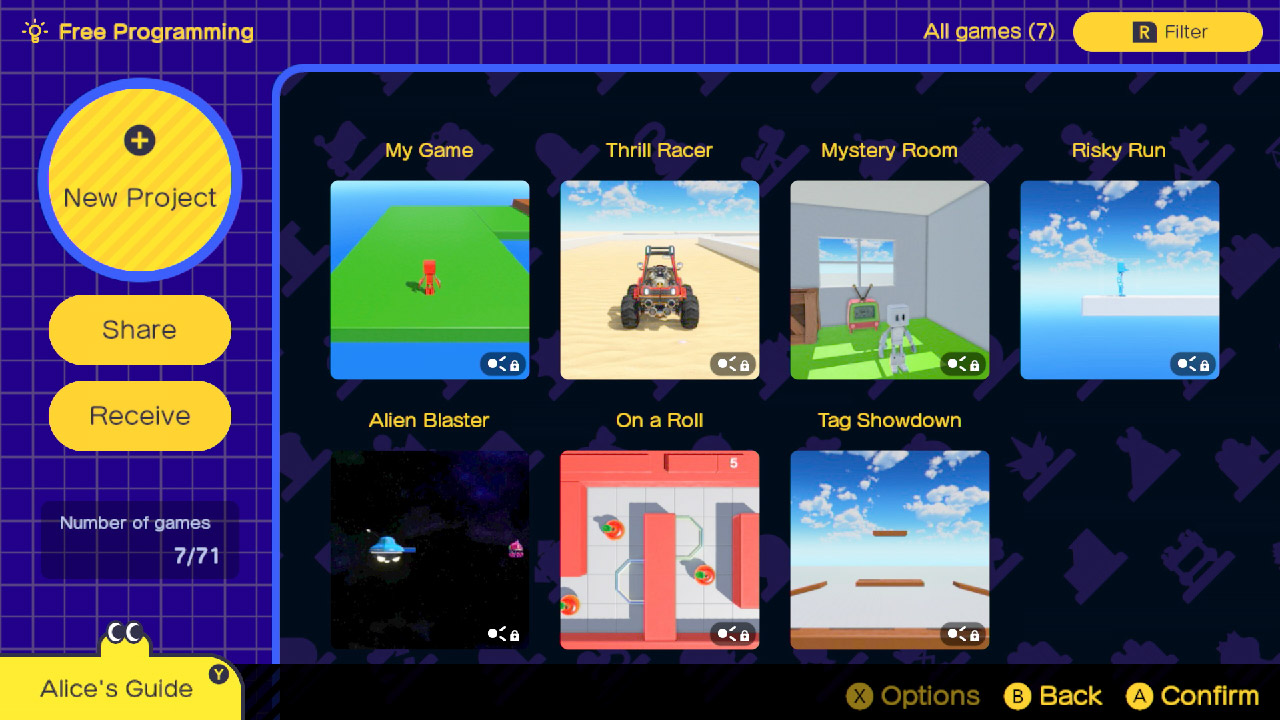 Free Programming
All games (7)
R Filter
New Project
Share
Receive
Number of games
7/71
Alice's Guide
Y
My Game
Thrill Racer
Mystery Room
Risky Run
Alien Blaster
On a Roll
Tag Showdown
5
X Options
B Back
A Confirm